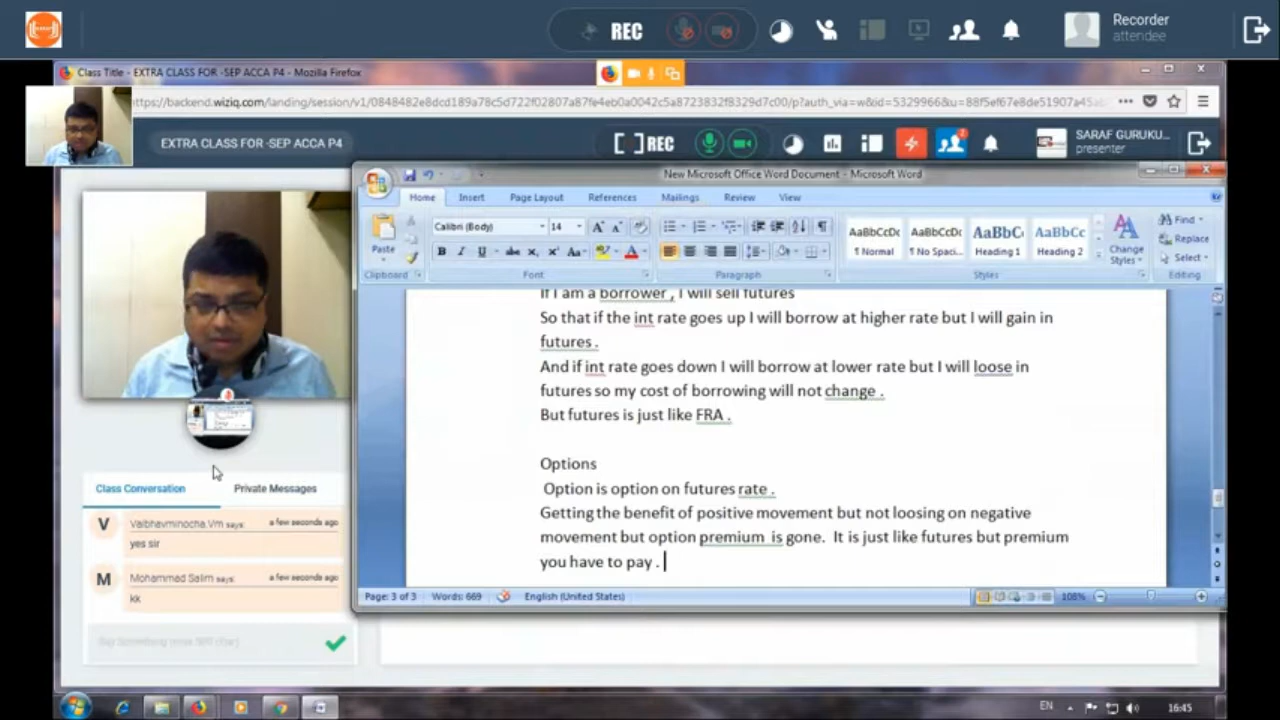 REC
Recorder
attendee
Class Title - EXTRA CLASS FOR -SEP ACCA P4 - Mozilla Firefox
EXTRA CLASS FOR -SEP ACCA P4
REC
SARAF GURUKU...
presenter
New Microsoft Office Word Document - Microsoft Word
Home Insert Page Layout References Mailings Review View
Paste
Calibri (Body) 14
AaBbCcDc AaBbCcDc AaBbC AaBbCc
¶ Normal ¶ No Spaci... Heading 1 Heading 2
Change Styles
Find
Replace
Select
Clipboard Font Paragraph Styles Editing
If I am a borrower , I will sell futures
So that if the int rate goes up I will borrow at higher rate but I will gain in
futures .
And if int rate goes down I will borrow at lower rate but I will loose in
futures so my cost of borrowing will not change .
But futures is just like FRA .
Options
Option is option on futures rate .
Getting the benefit of positive movement but not loosing on negative
movement but option premium is gone. It is just like futures but premium
you have to pay .
Page: 3 of 3 Words: 669 English (United States) 108%
Class Conversation Private Messages
V
Vaibhavminocha.Vm says: a few seconds ago
yes sir
M
Mohammed Salim says: a few seconds ago
kk
EN 16:45